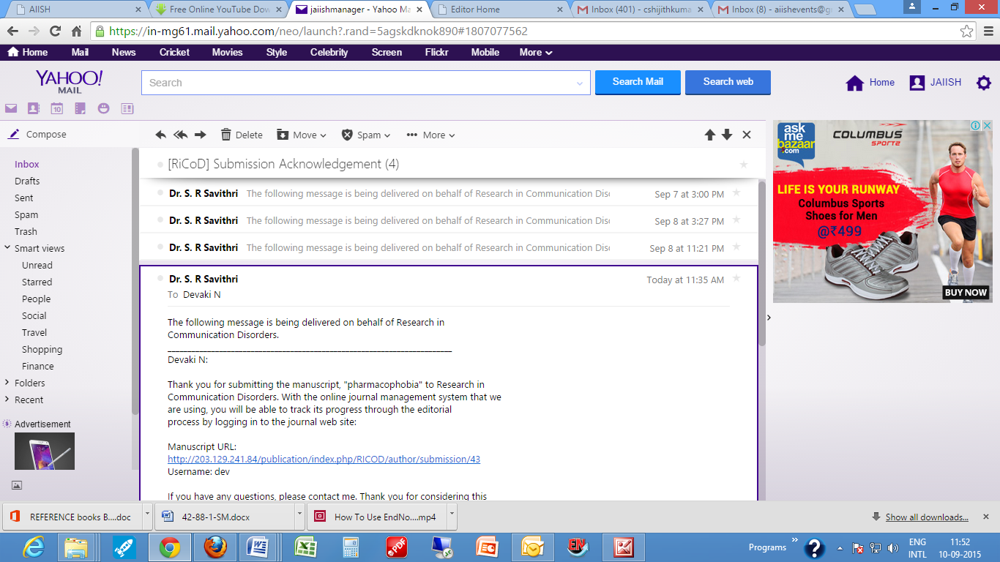 AIISH
Free Online YouTube Dow
jaiishmanager - Yahoo Ma
Editor Home
Inbox (401) - cshijithkuma
Inbox (8) - aiishevents@g
https://in-mg61.mail.yahoo.com/neo/launch?.rand=5agskdknok890#1807077562
Home Mail News Cricket Movies Style Celebrity Screen Flickr Mobile More
YAHOO!
MAIL
Search
Search Mail
Search web
Home
JAIISH
10
Compose
Delete Move Spam More
Inbox
Drafts
Sent
Spam
Trash
Smart views
Unread
Starred
People
Social
Travel
Shopping
Finance
Folders
Recent
Advertisement
[RiCoD] Submission Acknowledgement (4)
Dr. S. R Savithri The following message is being delivered on behalf of Research in Communication Diso Sep 7 at 3:00 PM
Dr. S. R Savithri The following message is being delivered on behalf of Research in Communication Diso Sep 8 at 3:27 PM
Dr. S. R Savithri The following message is being delivered on behalf of Research in Communication Diso Sep 8 at 11:21 PM
Dr. S. R Savithri Today at 11:35 AM
To Devaki N
The following message is being delivered on behalf of Research in
Communication Disorders.
Devaki N:
Thank you for submitting the manuscript, "pharmacophobia" to Research in
Communication Disorders. With the online journal management system that we
are using, you will be able to track its progress through the editorial
process by logging in to the journal web site:
Manuscript URL:
http://203.129.241.84/publication/index.php/RICOD/author/submission/43
Username: dev
If you have any questions, please contact me. Thank you for considering this
ask
me
bazaar
.com
COLUMBUS
SPORTS
LIFE IS YOUR RUNWAY
Columbus Sports
Shoes for Men
@₹499
BUY NOW
REFERENCE books B....doc
42-88-1-SM.docx
How To Use EndNo....mp4
Show all downloads...
Programs
ENG
INTL
11:52
10-09-2015